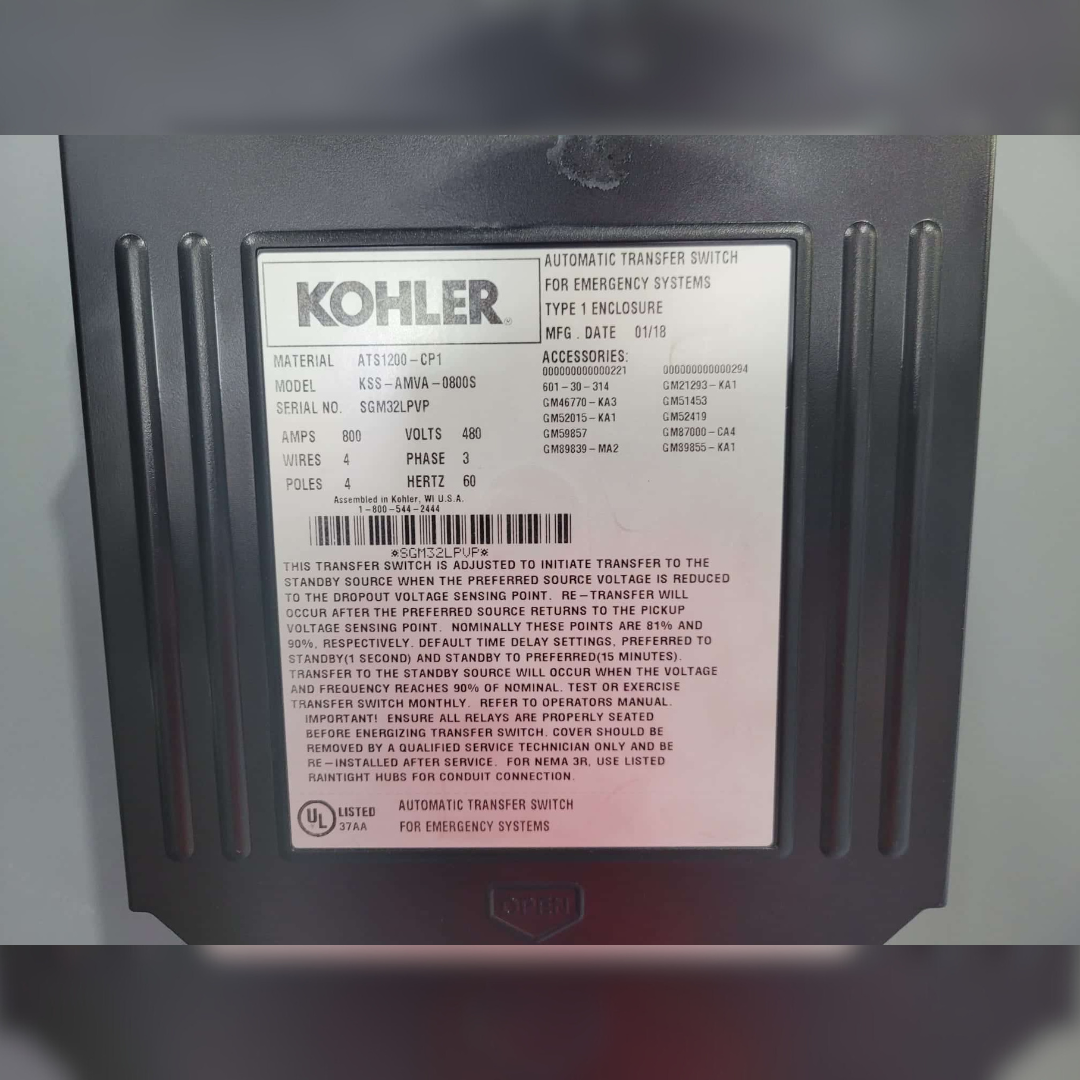 KOHLER®
AUTOMATIC TRANSFER SWITCH
FOR EMERGENCY SYSTEMS
TYPE 1 ENCLOSURE
MFG . DATE 01/18
MATERIAL ATS1200-CP1
MODEL KSS-AMVA-0800S
SERIAL NO. SGM32LPVP
AMPS 800 VOLTS 480
WIRES 4 PHASE 3
POLES 4 HERTZ 60
ACCESSORIES:
000000000000221 000000000000294
601-30-314 GM21293-KA1
GM46770-KA3 GM51453
GM52015-KA1 GM52419
GM59857 GM87000-CA4
GM89839-MA2 GM39855-KA1
Assembled in Kohler, WI U.S.A.
1-800-544-2444
*SGM32LPVP*
THIS TRANSFER SWITCH IS ADJUSTED TO INITIATE TRANSFER TO THE
STANDBY SOURCE WHEN THE PREFERRED SOURCE VOLTAGE IS REDUCED
TO THE DROPOUT VOLTAGE SENSING POINT. RE-TRANSFER WILL
OCCUR AFTER THE PREFERRED SOURCE RETURNS TO THE PICKUP
VOLTAGE SENSING POINT. NOMINALLY THESE POINTS ARE 81% AND
90%, RESPECTIVELY. DEFAULT TIME DELAY SETTINGS, PREFERRED TO
STANDBY(1 SECOND) AND STANDBY TO PREFERRED(15 MINUTES).
TRANSFER TO THE STANDBY SOURCE WILL OCCUR WHEN THE VOLTAGE
AND FREQUENCY REACHES 90% OF NOMINAL. TEST OR EXERCISE
TRANSFER SWITCH MONTHLY. REFER TO OPERATORS MANUAL.
IMPORTANT! ENSURE ALL RELAYS ARE PROPERLY SEATED
BEFORE ENERGIZING TRANSFER SWITCH. COVER SHOULD BE
REMOVED BY A QUALIFIED SERVICE TECHNICIAN ONLY AND BE
RE-INSTALLED AFTER SERVICE. FOR NEMA 3R, USE LISTED
RAINTIGHT HUBS FOR CONDUIT CONNECTION.
UL LISTED
37AA
AUTOMATIC TRANSFER SWITCH
FOR EMERGENCY SYSTEMS
OPEN